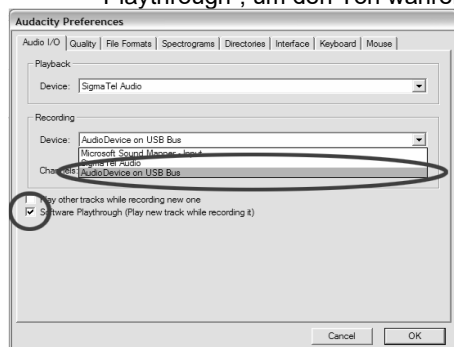 Playthrough", um den Ton währe
Audacity Preferences
Audio I/O Quality File Formats Spectrograms Directories Interface Keyboard Mouse
Playback
Device: SigmaTel Audio
Recording
Device: AudioDevice on USB Bus
Microsoft Sound Mapper - Input
SigmaTel Audio
Channels: AudioDevice on USB Bus
Play other tracks while recording new one
Software Playthrough (Play new track while recording it)
Cancel OK